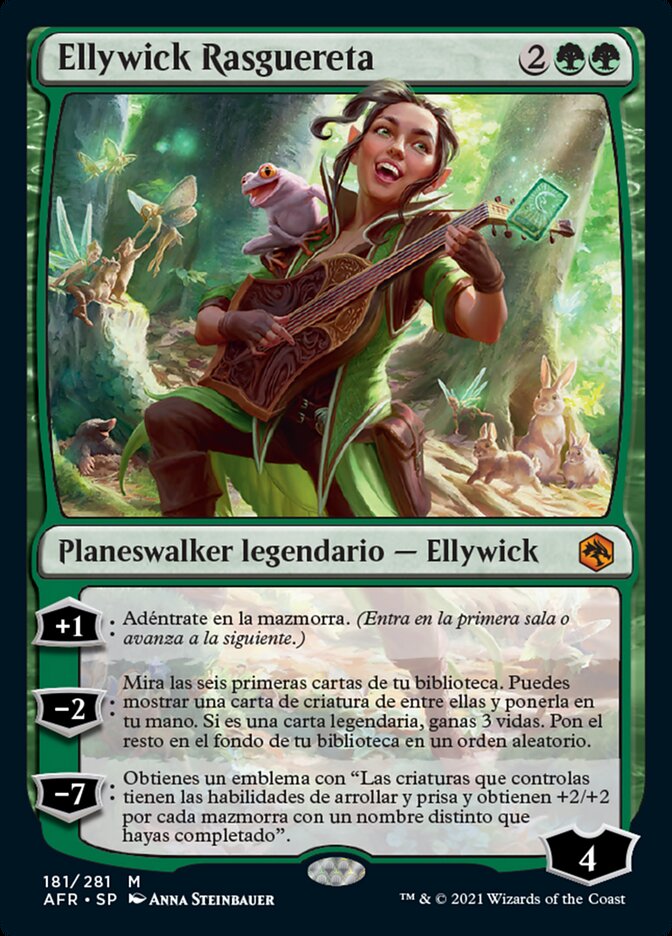 Ellywick Rasguereta 2
Planeswalker legendario — Ellywick
+1 : Adéntrate en la mazmorra. (Entra en la primera sala o
avanza a la siguiente.)
Mira las seis primeras cartas de tu biblioteca. Puedes
mostrar una carta de criatura de entre ellas y ponerla en
−2 : tu mano. Si es una carta legendaria, ganas 3 vidas. Pon el
resto en el fondo de tu biblioteca en un orden aleatorio.
Obtienes un emblema con “Las criaturas que controlas
−7 : tienen las habilidades de arrollar y prisa y obtienen +2/+2
por cada mazmorra con un nombre distinto que
hayas completado”.
4
181/281 M
AFR • SP Anna Steinbauer ™ & © 2021 Wizards of the Coast